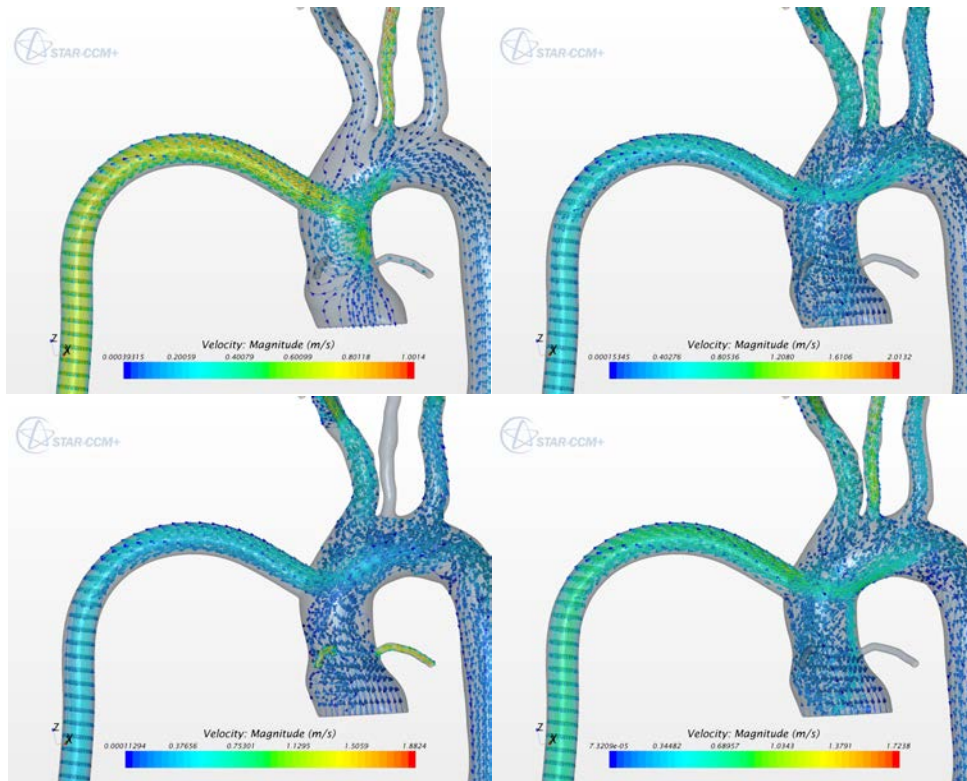 STAR-CCM+
Z
X
Velocity: Magnitude (m/s)
0.00039315 0.20059 0.40079 0.60099 0.80118 1.0014
STAR-CCM+
Z
X
Velocity: Magnitude (m/s)
0.00015345 0.40276 0.80536 1.2080 1.6106 2.0132
STAR-CCM+
Z
X
Velocity: Magnitude (m/s)
0.00011294 0.37656 0.75301 1.1295 1.5059 1.8824
STAR-CCM+
Z
X
Velocity: Magnitude (m/s)
7.3209e-05 0.34482 0.68957 1.0343 1.3791 1.7238